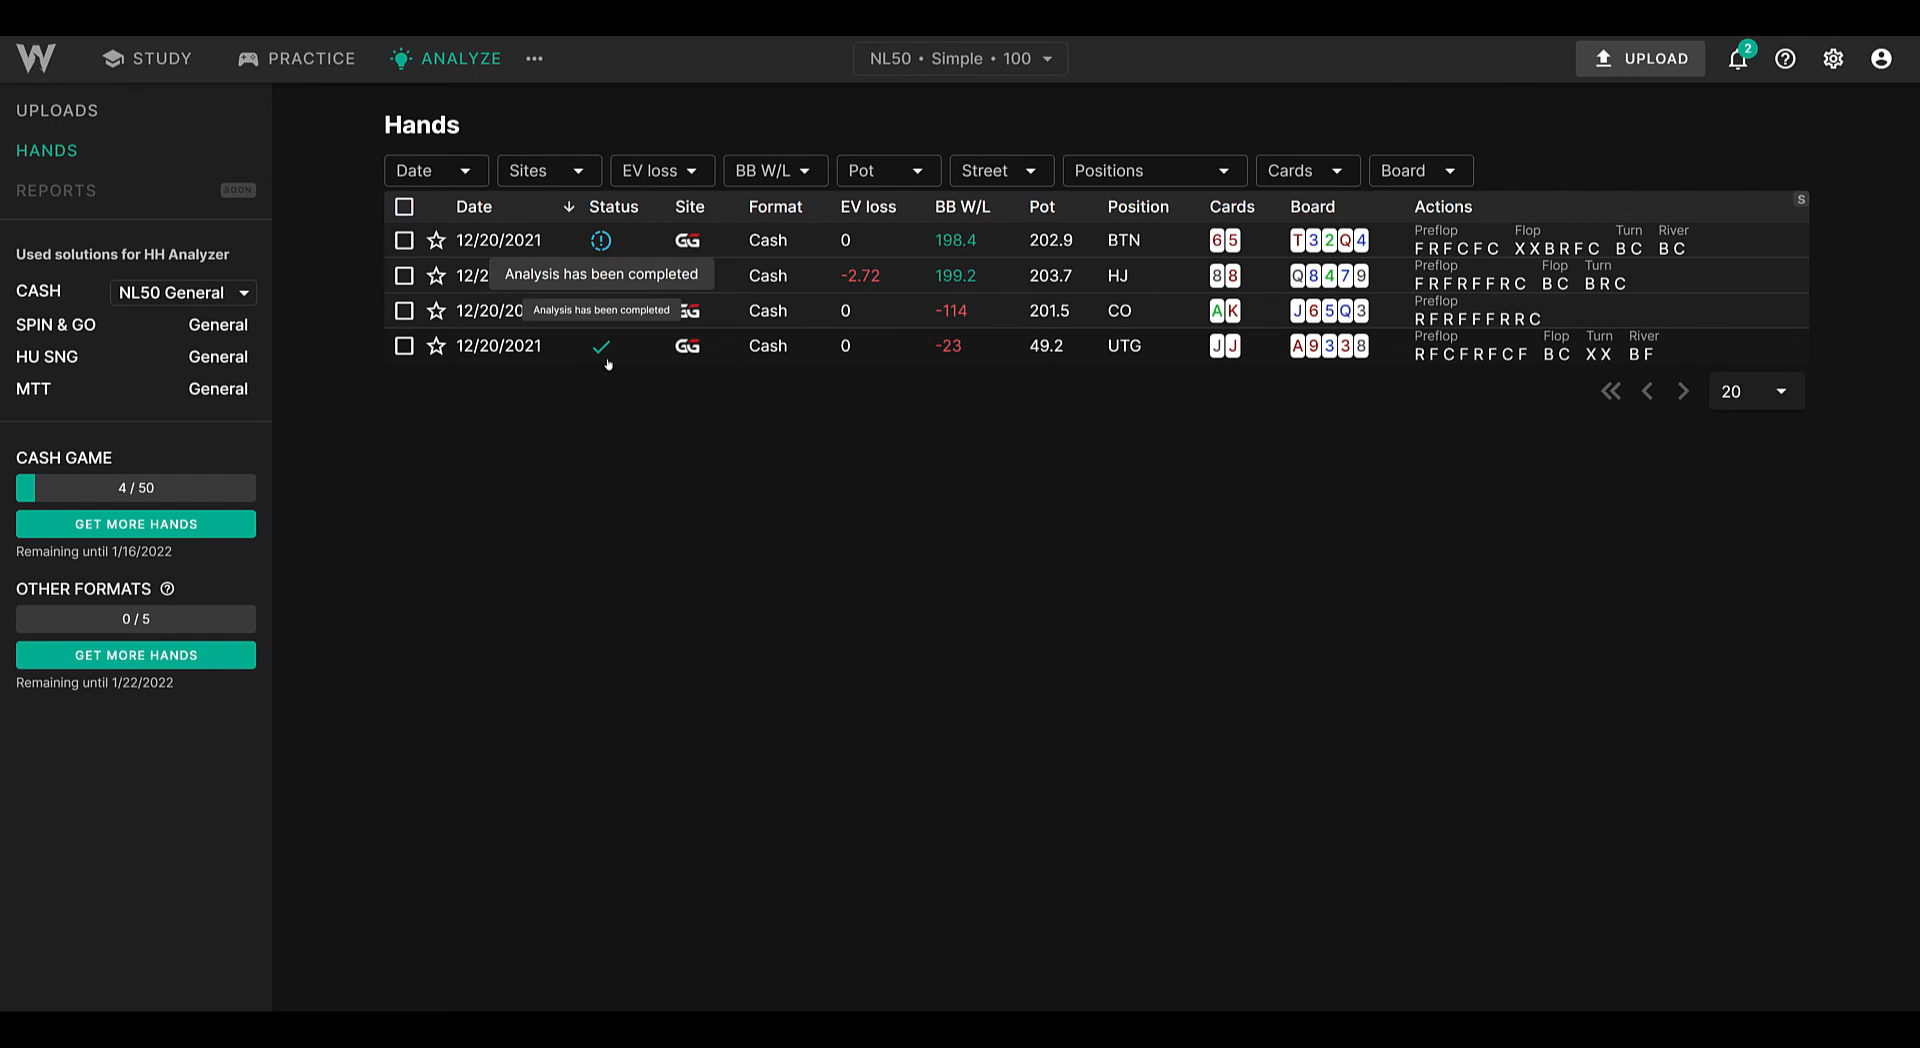 W STUDY PRACTICE ANALYZE ••• NL50 • Simple • 100 UPLOAD 2
UPLOADS
HANDS
REPORTS SOON
Used solutions for HH Analyzer
CASH NL50 General
SPIN & GO General
HU SNG General
MTT General
CASH GAME
4 / 50
GET MORE HANDS
Remaining until 1/16/2022
OTHER FORMATS ?
0 / 5
GET MORE HANDS
Remaining until 1/22/2022
Hands
Date Sites EV loss BB W/L Pot Street Positions Cards Board
Date Status Site Format EV loss BB W/L Pot Position Cards Board Actions S
Preflop Flop Turn River
12/20/2021 GG Cash 0 198.4 202.9 BTN 6 5 T 3 2 Q 4 F R F C F C X X B R F C B C B C
Preflop Flop Turn
12/2 Analysis has been completed Cash -2.72 199.2 203.7 HJ 8 8 Q 8 4 7 9 F R F R F F R C B C B R C
Preflop
12/20/20 Analysis has been completed GG Cash 0 -114 201.5 CO A K J 6 5 Q 3 R F R F F F R R C
Preflop Flop Turn River
12/20/2021 GG Cash 0 -23 49.2 UTG J J A 9 3 3 8 R F C F R F C F B C X X B F
20